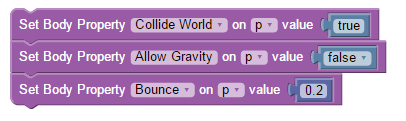 Set Body Property Collide World on p value true
Set Body Property Allow Gravity on p value false
Set Body Property Bounce on p value 0.2